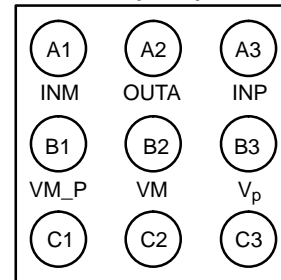 A1 A2 A3
INM OUTA INP
B1 B2 B3
VM_P VM Vp
C1 C2 C3